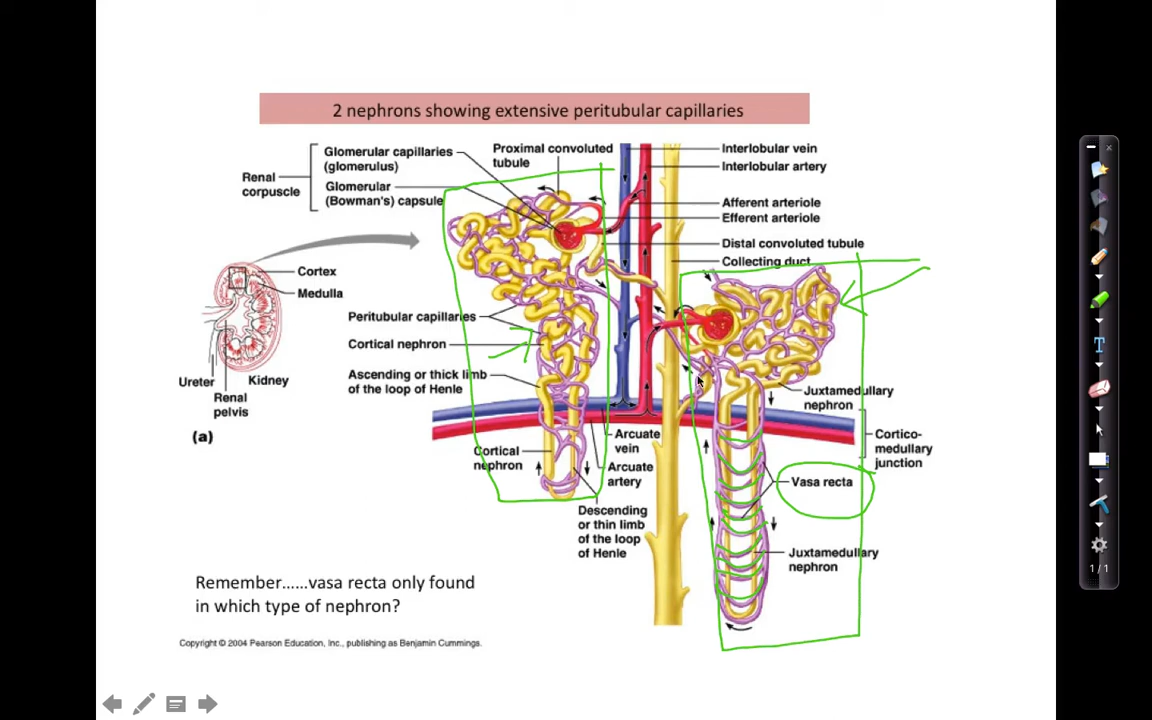 2 nephrons showing extensive peritubular capillaries
Glomerular capillaries
(glomerulus)
Renal
corpuscle
Glomerular
(Bowman's) capsule
Proximal convoluted
tubule
Interlobular vein
Interlobular artery
Afferent arteriole
Efferent arteriole
Distal convoluted tubule
Collecting duct
Cortex
Medulla
Peritubular capillaries
Cortical nephron
Ascending or thick limb
of the loop of Henle
Ureter
Kidney
Renal
pelvis
(a)
Juxtamedullary
nephron
Cortico-
medullary
junction
Arcuate
vein
Cortical
nephron
Arcuate
artery
Vasa recta
Descending
or thin limb
of the loop
of Henle
Juxtamedullary
nephron
Remember......vasa recta only found
in which type of nephron?
Copyright © 2004 Pearson Education, Inc., publishing as Benjamin Cummings.
T
1 / 1